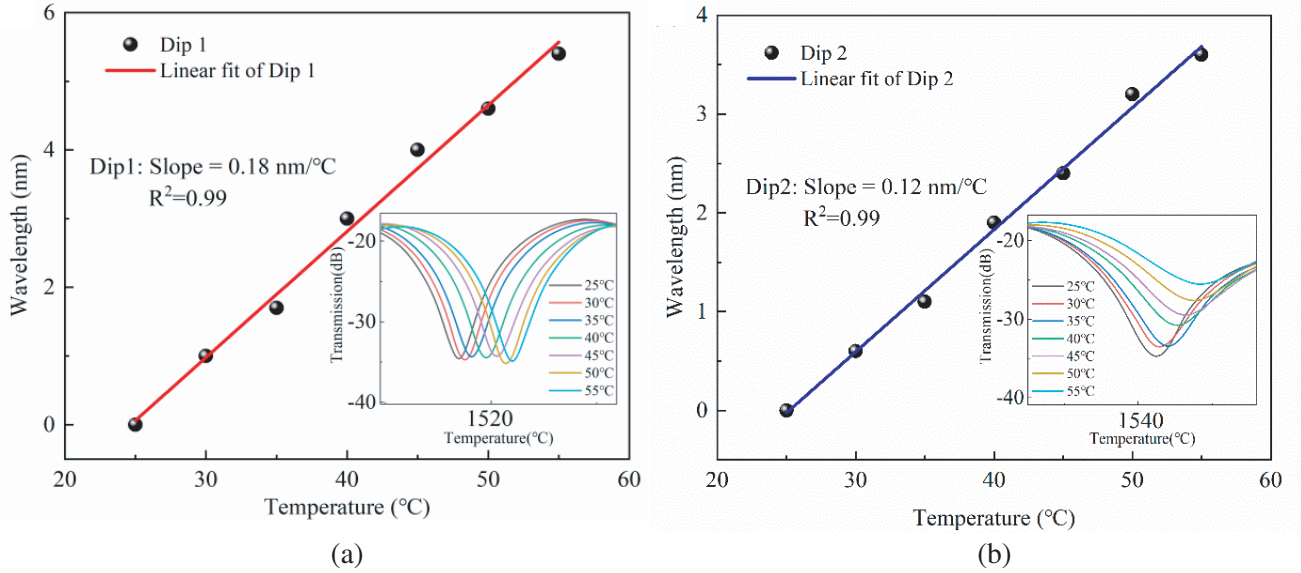 6
4
2
0
20
30
40
50
60
Wavelength (nm)
Temperature (℃)
Dip 1
Linear fit of Dip 1
Dip1: Slope = 0.18 nm/℃
R²=0.99
-20
-30
-40
Transmission(dB)
25℃
30℃
35℃
40℃
45℃
50℃
55℃
1520
Temperature(℃)
(a)
4
3
2
1
0
20
30
40
50
60
Wavelength (nm)
Temperature (℃)
Dip 2
Linear fit of Dip 2
Dip2: Slope = 0.12 nm/℃
R²=0.99
-20
-30
-40
Transmission(dB)
25℃
30℃
35℃
40℃
45℃
50℃
55℃
1540
Temperature(℃)
(b)